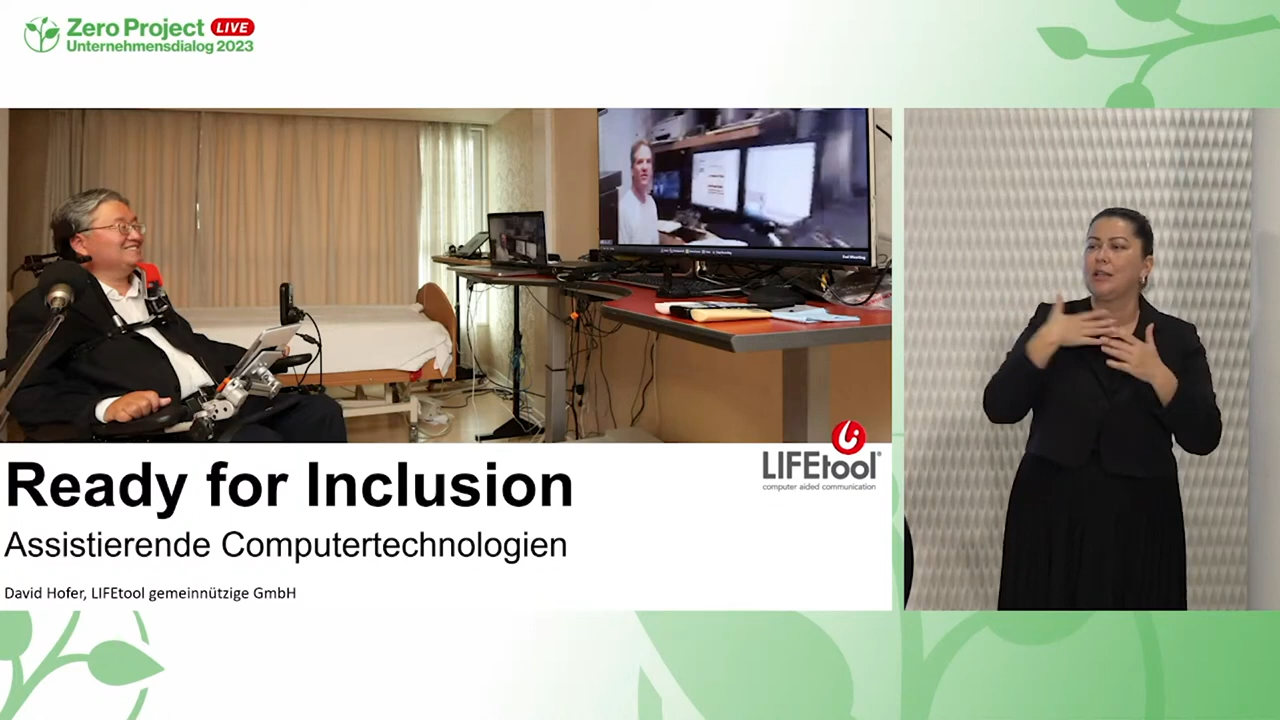 Zero Project LIVE
Unternehmensdialog 2023
LIFEtool®
computer aided communication
Ready for Inclusion
Assistierende Computertechnologien
David Hofer, LIFEtool gemeinnützige GmbH